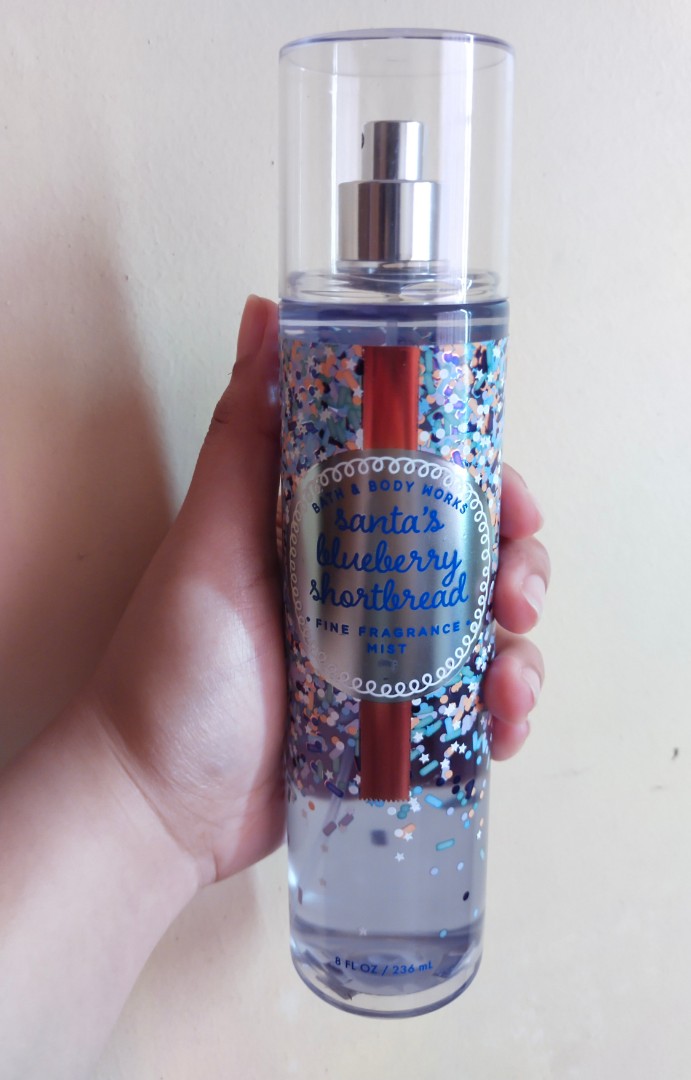 BATH & BODY WORKS
santa's
blueberry
shortbread
• FINE FRAGRANCE •
MIST
8 FL OZ / 236 mL